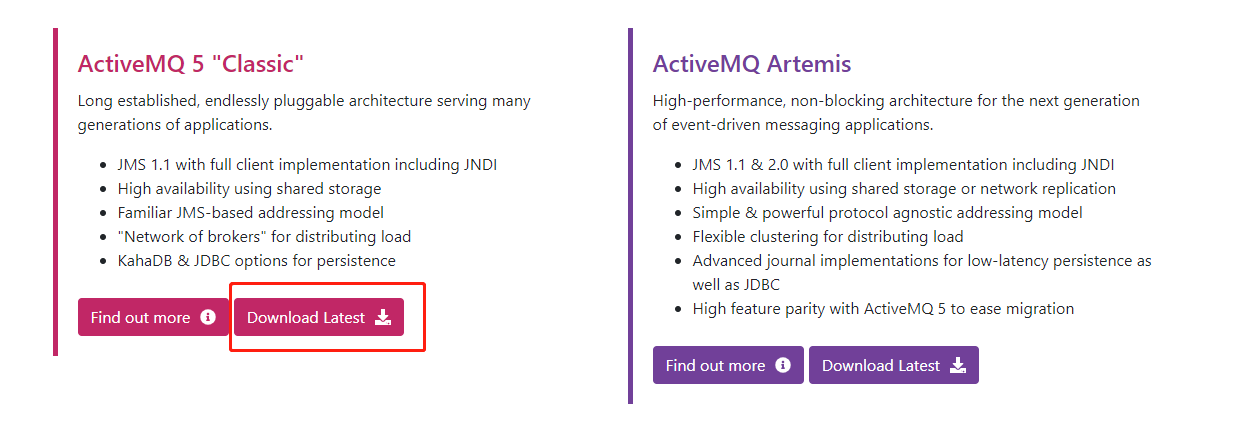 ActiveMQ 5 "Classic"
Long established, endlessly pluggable architecture serving many
generations of applications.
JMS 1.1 with full client implementation including JNDI
High availability using shared storage
Familiar JMS-based addressing model
"Network of brokers" for distributing load
KahaDB & JDBC options for persistence
Find out more
Download Latest
ActiveMQ Artemis
High-performance, non-blocking architecture for the next generation
of event-driven messaging applications.
JMS 1.1 & 2.0 with full client implementation including JNDI
High availability using shared storage or network replication
Simple & powerful protocol agnostic addressing model
Flexible clustering for distributing load
Advanced journal implementations for low-latency persistence as
well as JDBC
High feature parity with ActiveMQ 5 to ease migration
Find out more
Download Latest